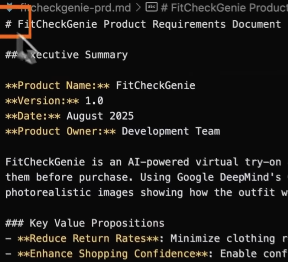 fitcheckgenie-prd.md > # FitCheckGenie Product
# FitCheckGenie Product Requirements Document
## Executive Summary
**Product Name:** FitCheckGenie
**Version:** 1.0
**Date:** August 2025
**Product Owner:** Development Team
FitCheckGenie is an AI-powered virtual try-on
them before purchase. Using Google DeepMind's
photorealistic images showing how the outfit w
### Key Value Propositions
- **Reduce Return Rates**: Minimize clothing r
- **Enhance Shopping Confidence**: Enable conf